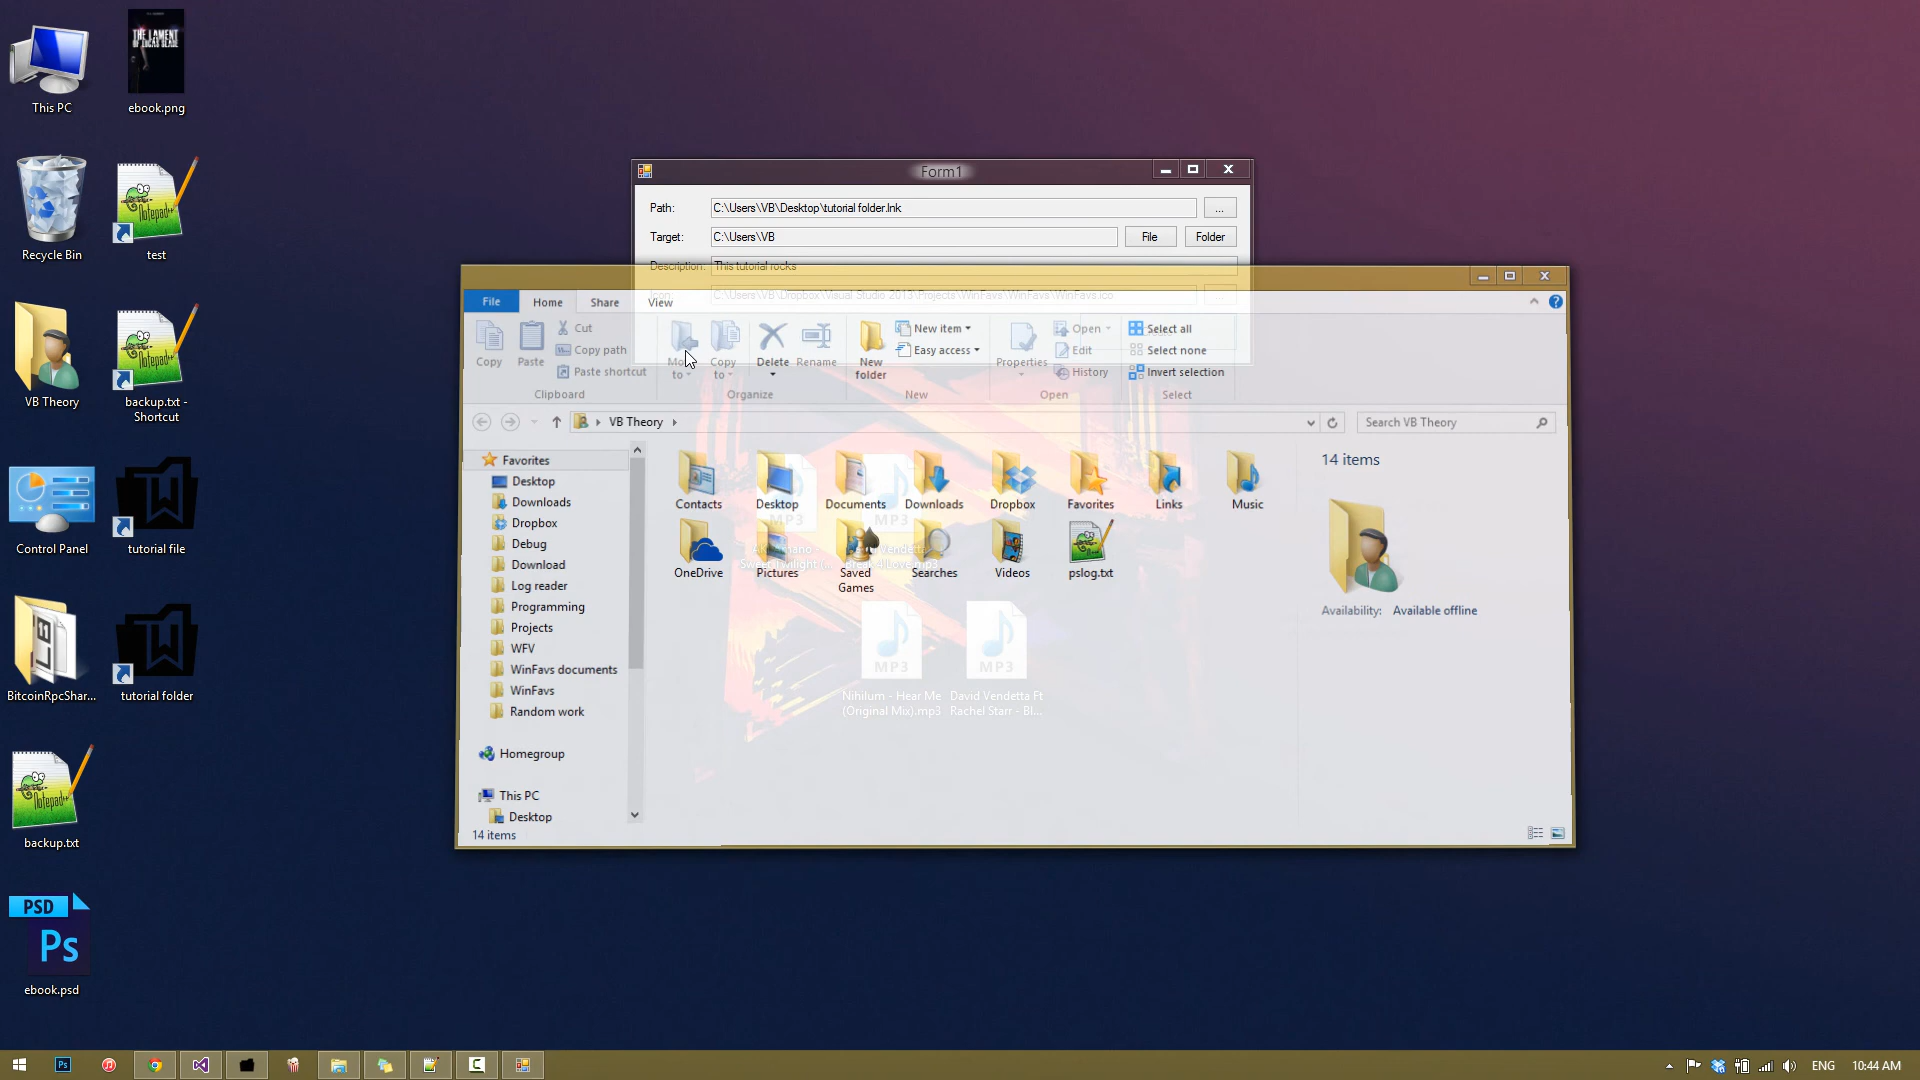 This PC
THE LAMENT
OF LUCAS BLADE
ebook.png
Recycle Bin
test
VB Theory
backup.txt -
Shortcut
Control Panel
tutorial file
BitcoinRpcShar...
tutorial folder
backup.txt
PSD
Ps
ebook.psd
Form1
Path:
C:\Users\VB\Desktop\tutorial folder.lnk
...
Target:
C:\Users\VB
File
Folder
Description:
This tutorial rocks
Icon:
C:\Users\VB\Dropbox\Visual Studio 2013\Projects\WinFavs\WinFavs\WinFavs.ico
...
File
Home
Share
View
Copy
Paste
Cut
Copy path
Paste shortcut
Clipboard
Move
to
Copy
to
Delete
Rename
Organize
New
folder
New item
Easy access
New
Properties
Open
Edit
History
Open
Select all
Select none
Invert selection
Select
VB Theory
Search VB Theory
Favorites
Desktop
Downloads
Dropbox
Debug
Download
Log reader
Programming
Projects
WFV
WinFavs documents
WinFavs
Random work
Homegroup
This PC
Desktop
14 items
Contacts
Desktop
Documents
Downloads
Dropbox
Favorites
Links
Music
MP3
MP3
OneDrive
Pictures
Saved
Games
Searches
Videos
pslog.txt
MP3
Nihilum - Hear Me
(Original Mix).mp3
MP3
David Vendetta Ft
Rachel Starr - Bl...
14 items
Availability: Available offline
Ps
ENG
10:44 AM